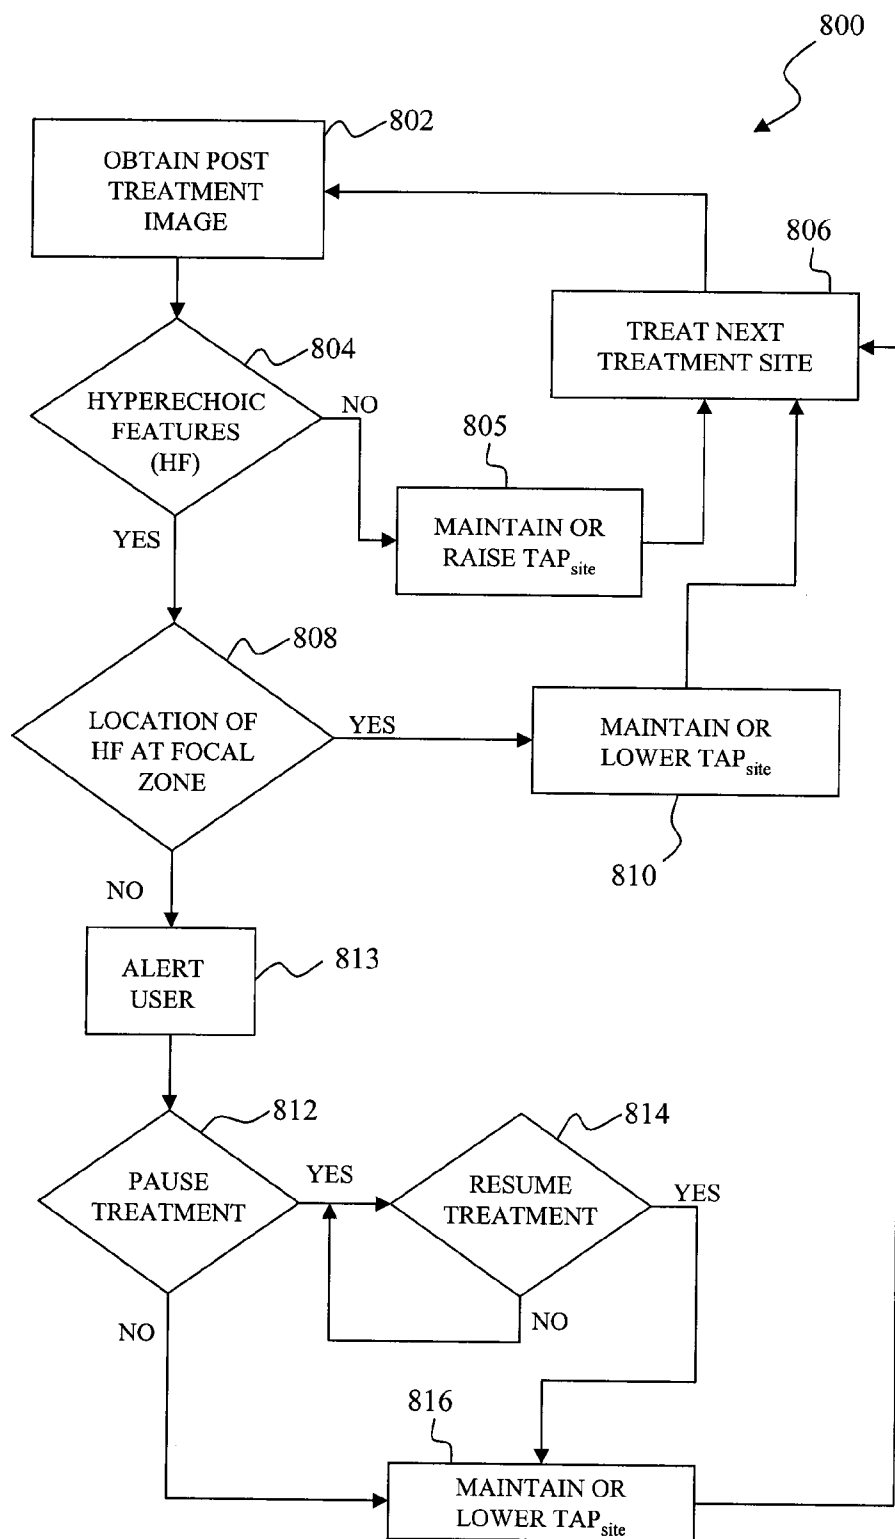 800
802
OBTAIN POST
TREATMENT
IMAGE
806
TREAT NEXT
TREATMENT SITE
804
HYPERECHOIC
FEATURES
(HF)
NO
YES
805
MAINTAIN OR
RAISE TAPsite
808
LOCATION OF
HF AT FOCAL
ZONE
YES
NO
MAINTAIN OR
LOWER TAPsite
810
813
ALERT
USER
812
PAUSE
TREATMENT
YES
NO
814
RESUME
TREATMENT
YES
NO
816
MAINTAIN OR
LOWER TAPsite